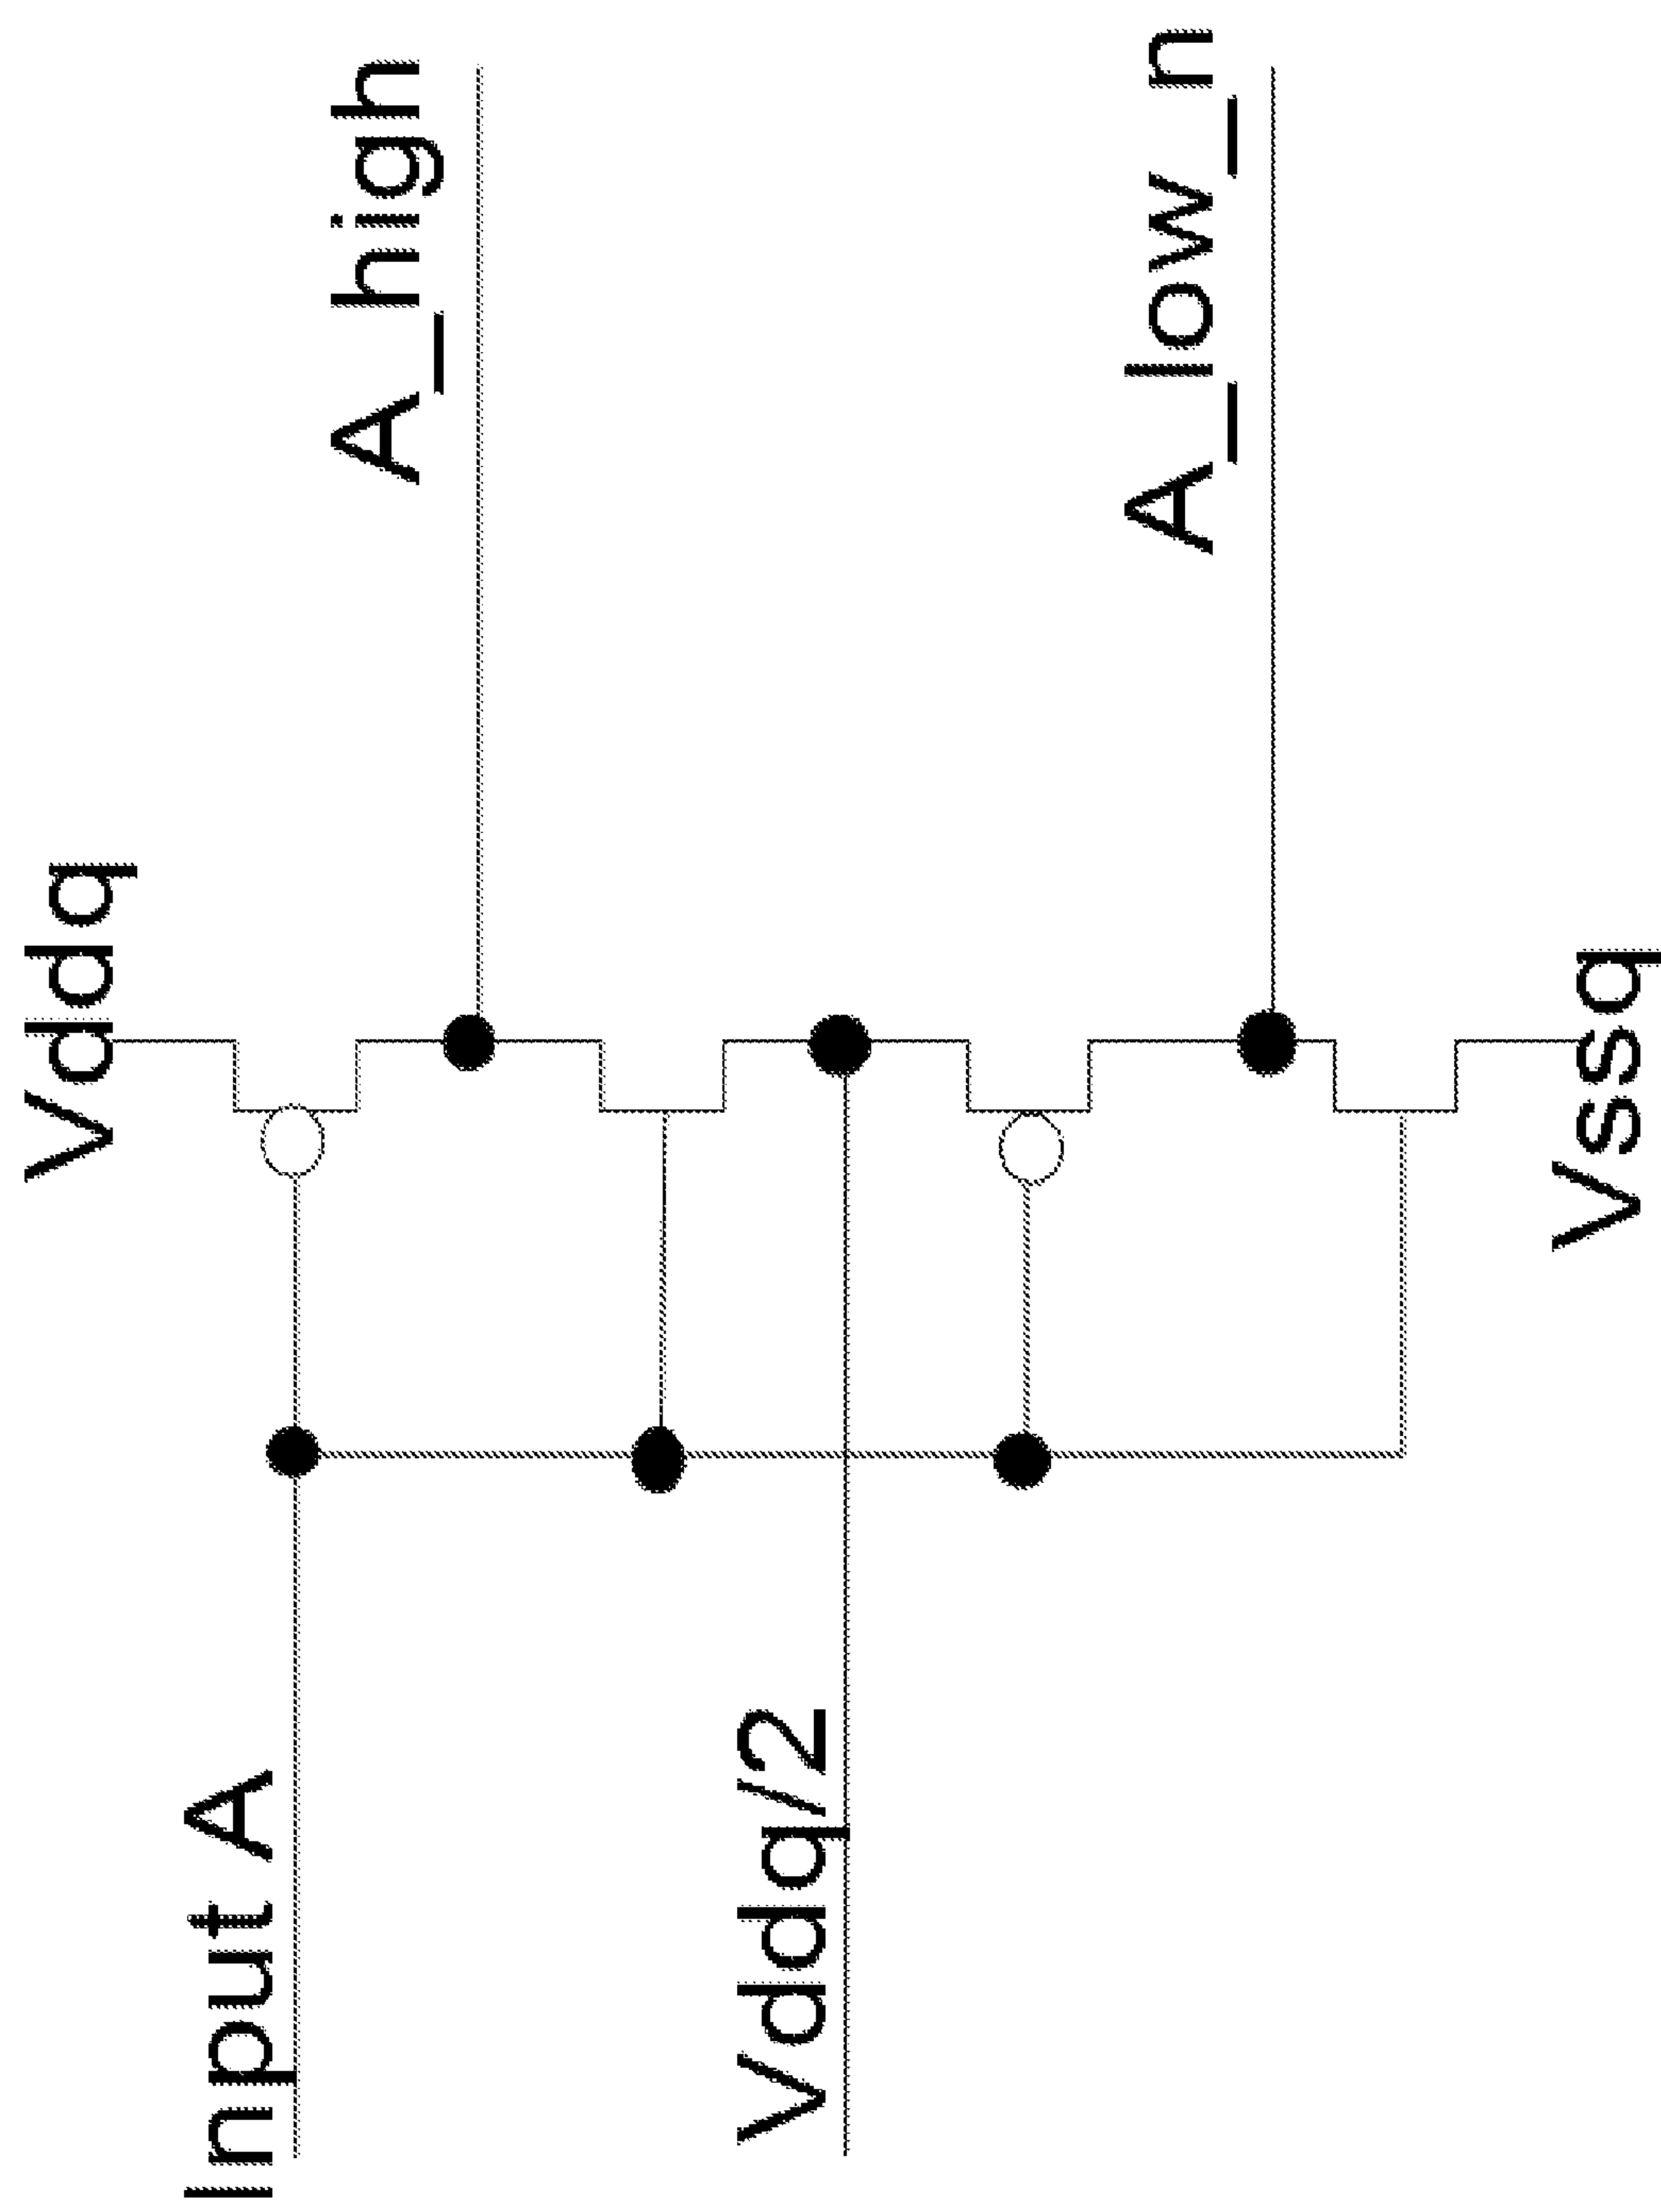 Vddq
Input A
A_high
Vddq/2
A_low_n
Vssq